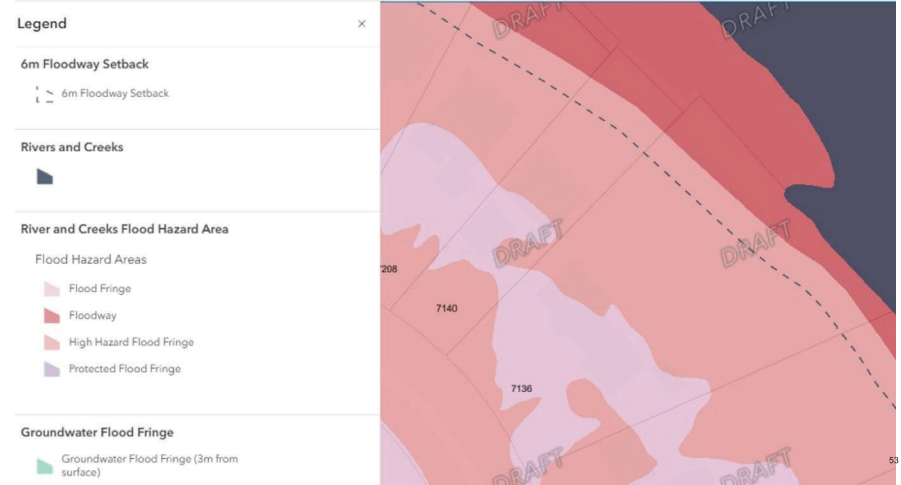 Legend
×
6m Floodway Setback
6m Floodway Setback
Rivers and Creeks
River and Creeks Flood Hazard Area
Flood Hazard Areas
Flood Fringe
Floodway
High Hazard Flood Fringe
Protected Flood Fringe
Groundwater Flood Fringe
Groundwater Flood Fringe (3m from
surface)
DRAFT
DRAFT
DRAFT
DRAFT
7208
7140
7136
53
DRAFT
DRAFT